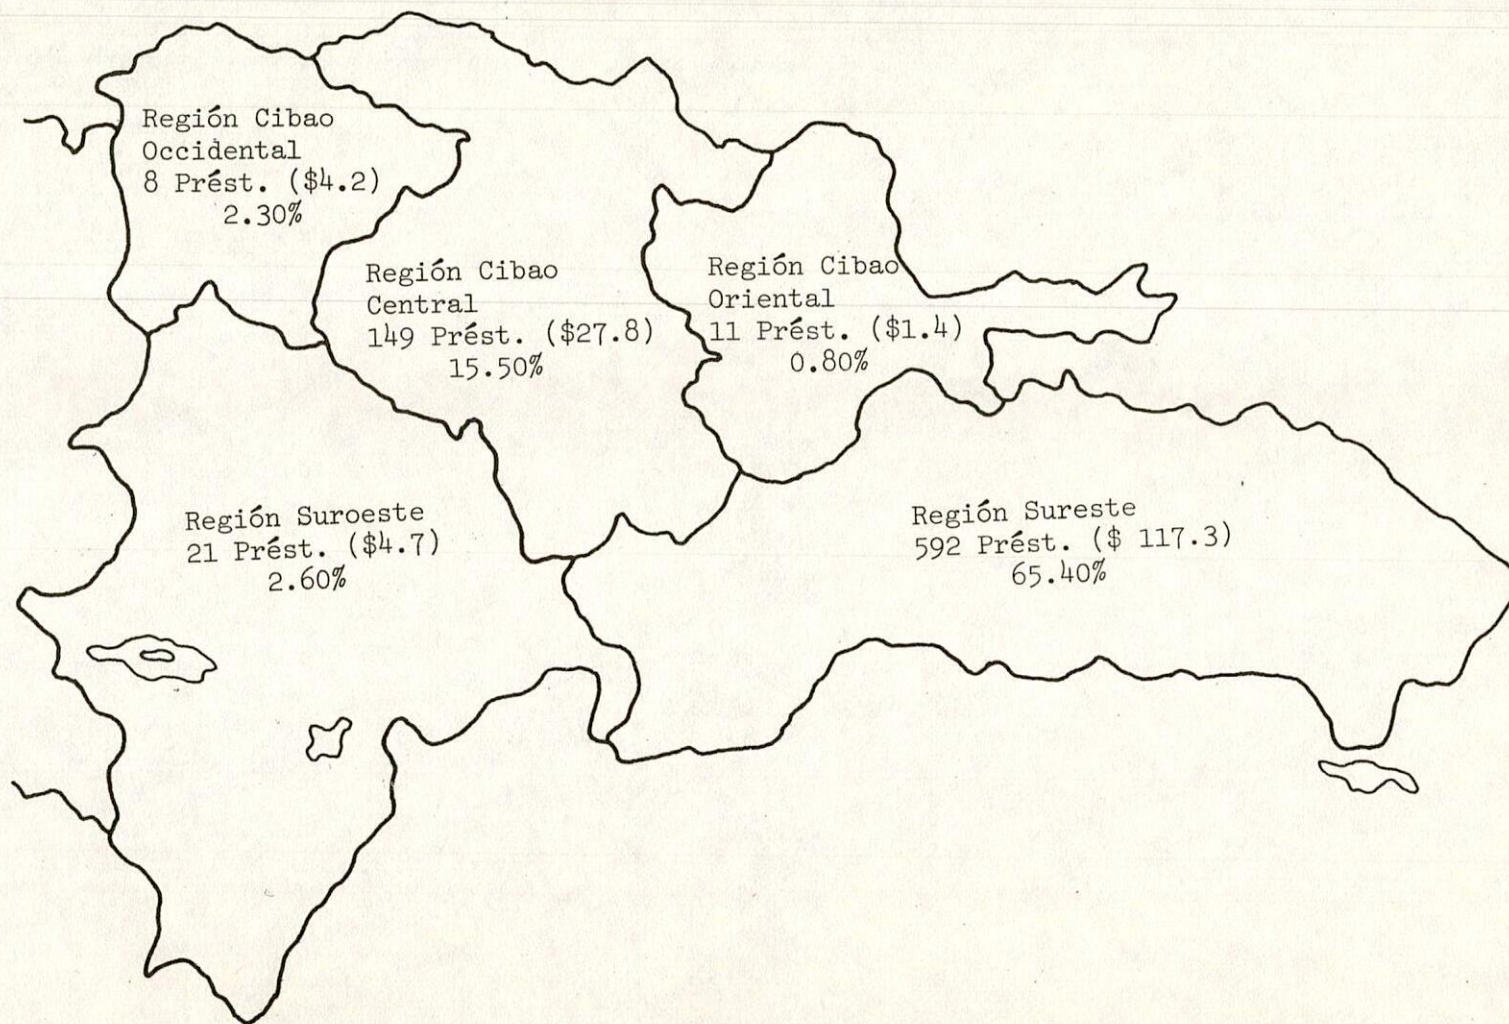 Región Cibao
Occidental
8 Prést. ($4.2)
2.30%
Región Cibao
Central
149 Prést. ($27.8)
15.50%
Región Cibao
Oriental
11 Prést. ($1.4)
0.80%
Región Suroeste
21 Prést. ($4.7)
2.60%
Región Sureste
592 Prést. ($ 117.3)
65.40%